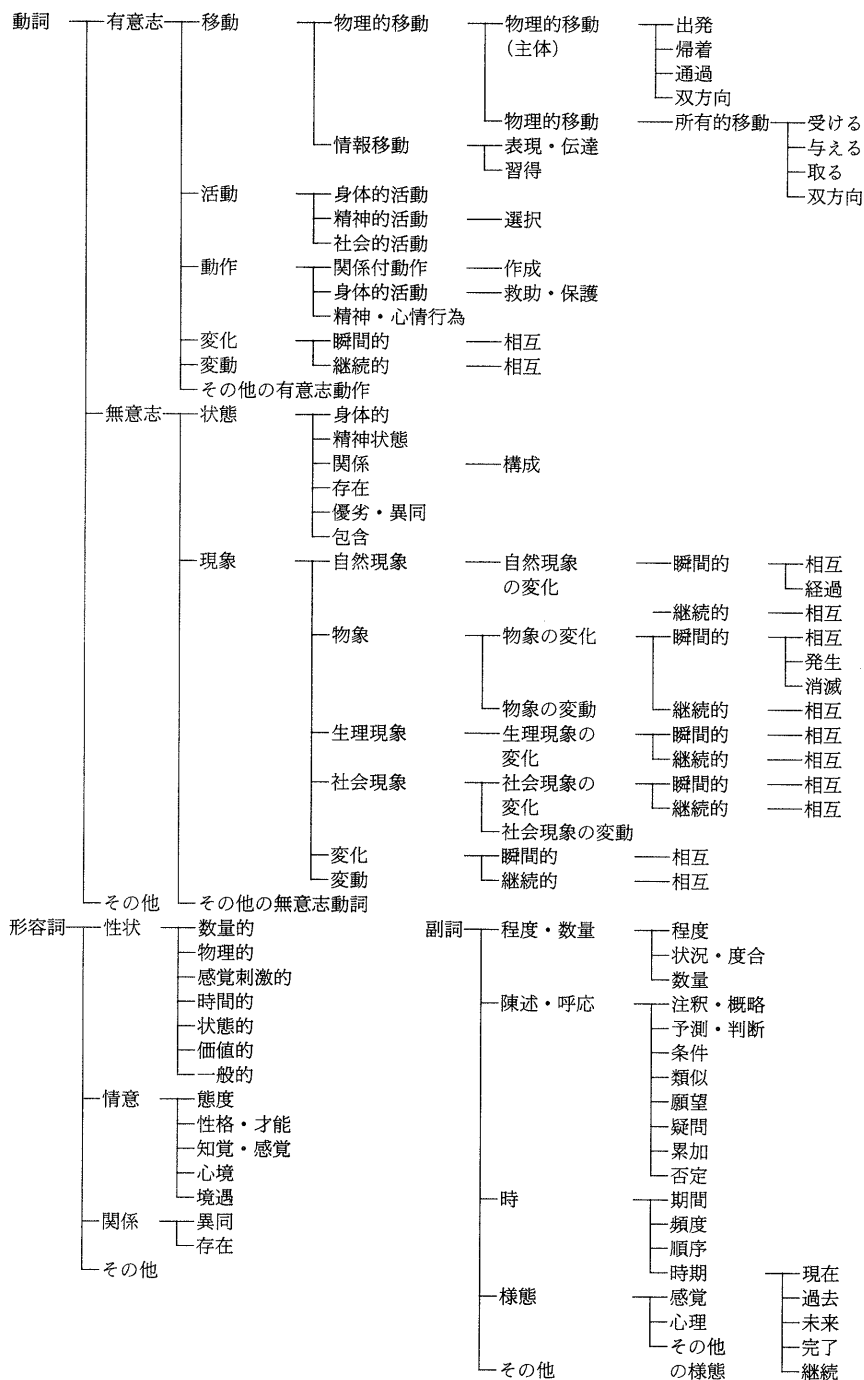 動詞 有意志 移動 物理的移動 物理的移動 出発
(主体) 帰着
通過
双方向
物理的移動 所有的移動 受ける
情報移動 表現・伝達 与える
習得 取る
活動 身体的活動 双方向
精神的活動 選択
社会的活動
動作 関係付動作 作成
身体的活動 救助・保護
精神・心情行為
変化 瞬間的 相互
変動 継続的 相互
その他の有意志動作
無意志 状態 身体的
精神状態
関係 構成
存在
優劣・異同
包含
現象 自然現象 自然現象 瞬間的 相互
の変化 経過
継続的 相互
物象 物象の変化 瞬間的 相互
発生
消滅
物象の変動 継続的 相互
生理現象 生理現象の 瞬間的 相互
変化 継続的 相互
社会現象 社会現象の 瞬間的 相互
変化 継続的 相互
社会現象の変動
変化 瞬間的 相互
変動 継続的 相互
その他 その他の無意志動詞
形容詞 性状 数量的
物理的
感覚刺激的
時間的
状態的
価値的
一般的
情意 態度
性格・才能
知覚・感覚
心境
境遇
関係 異同
存在
その他
副詞 程度・数量 程度
状況・度合
数量
陳述・呼応 注釈・概略
予測・判断
条件
類似
願望
疑問
累加
否定
時 期間
頻度
順序
時期 現在
様態 感覚 過去
心理 未来
その他 完了
その他 の様態 継続